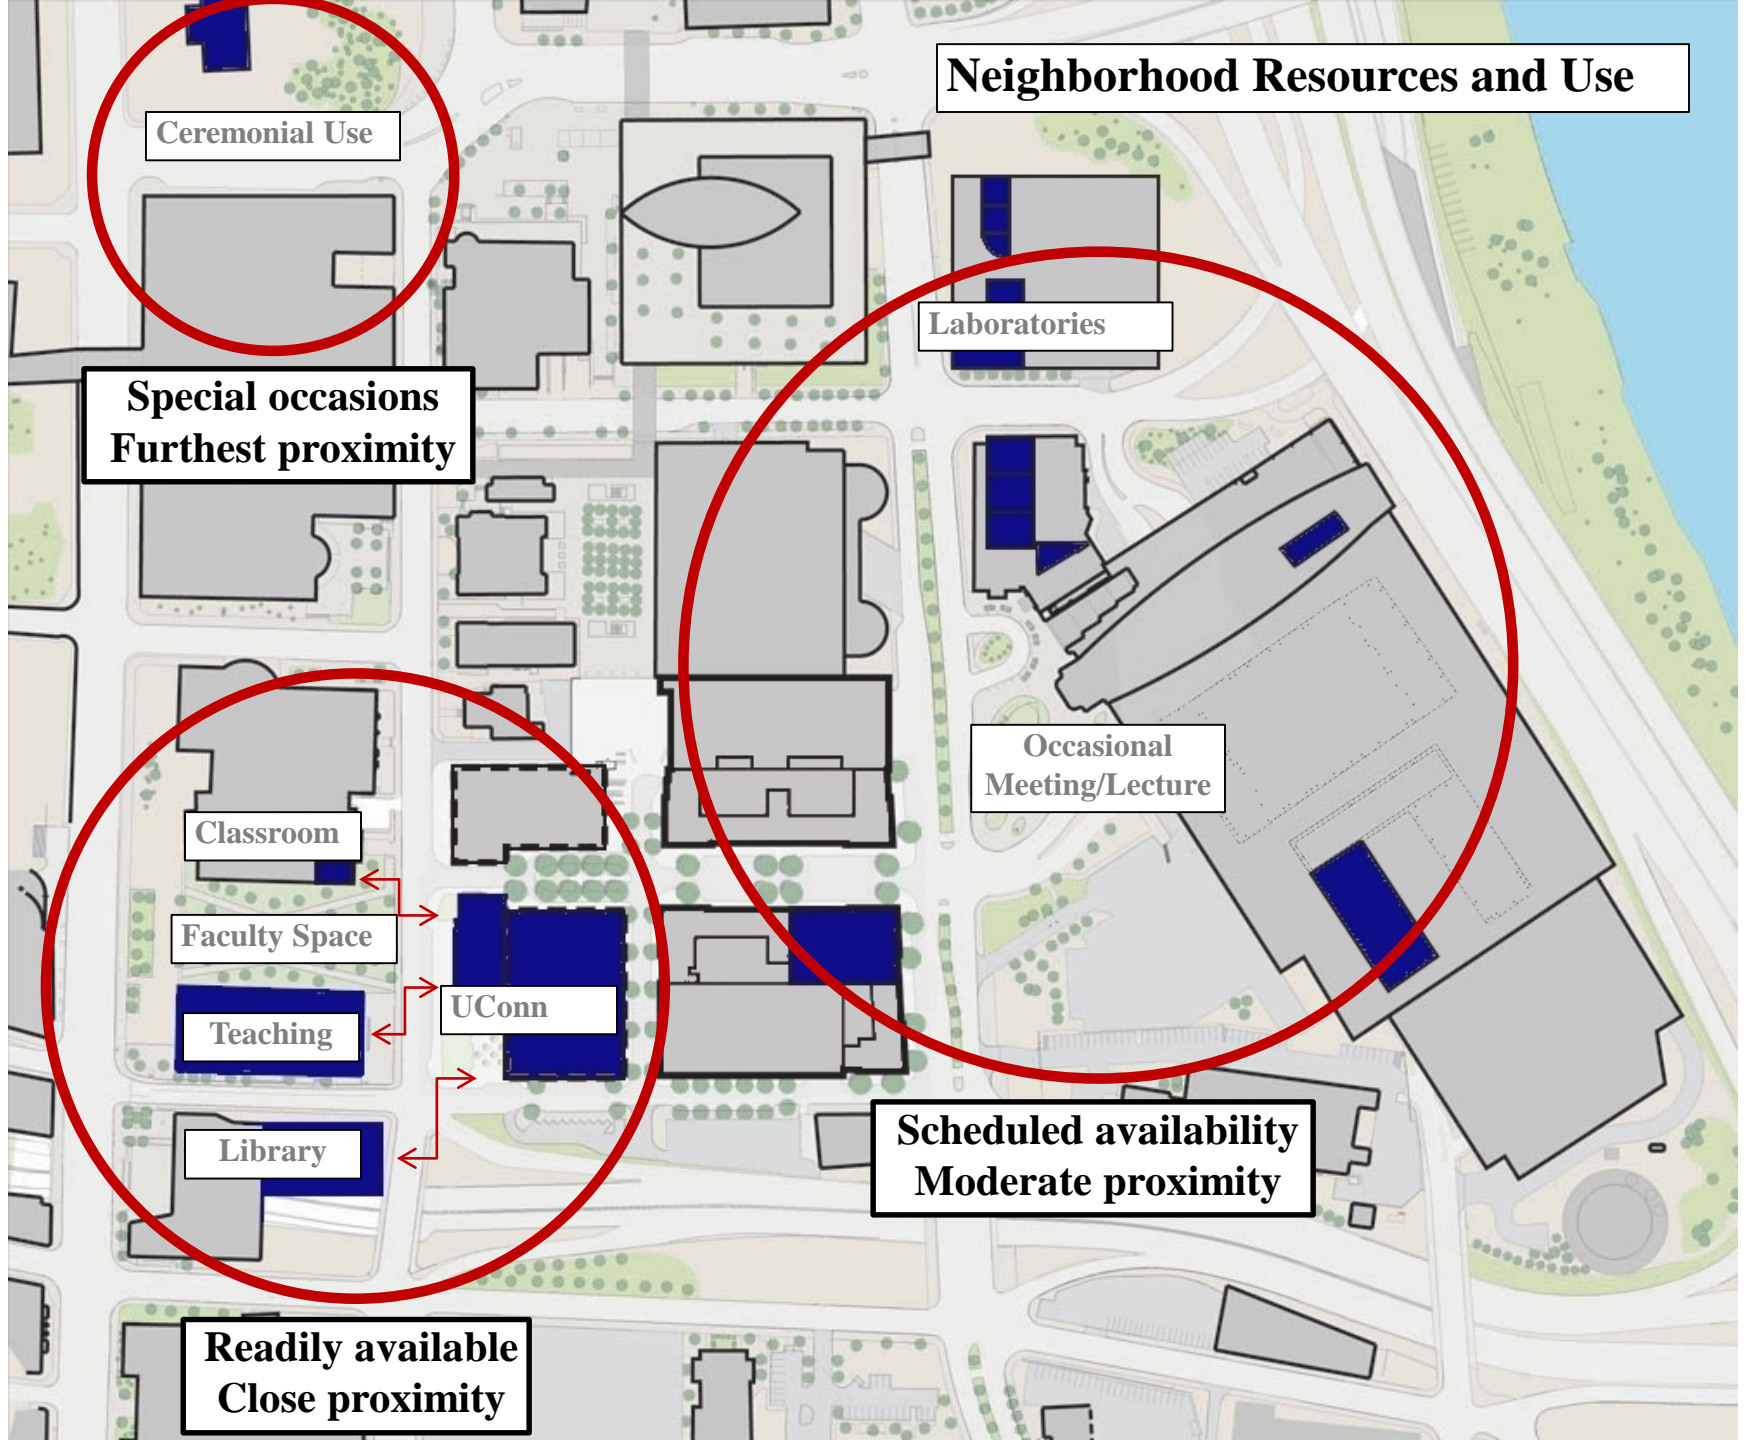 Neighborhood Resources and Use
Ceremonial Use
Special occasions
Furthest proximity
Laboratories
Occasional
Meeting/Lecture
Classroom
Faculty Space
UConn
Teaching
Library
Scheduled availability
Moderate proximity
Readily available
Close proximity